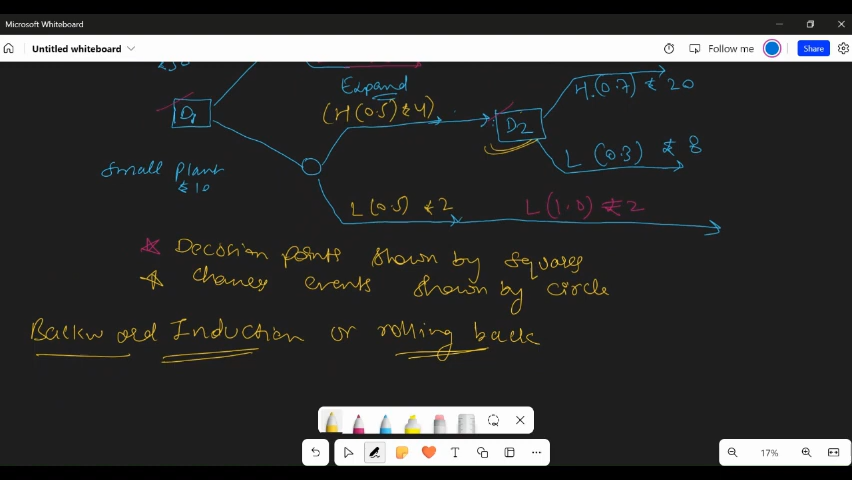 Microsoft Whiteboard
Untitled whiteboard
Follow me
Share
Expand
(H (0.5) ₹4)
D1
D2
H. (0.7) ₹ 20
L (0.3) ₹ 8
Small Plant
₹10
L (0.5) ₹2
L (1.0) ₹ 2
Decision points shown by squares
Chances events shown by circle
Backward Induction or rolling back
17%